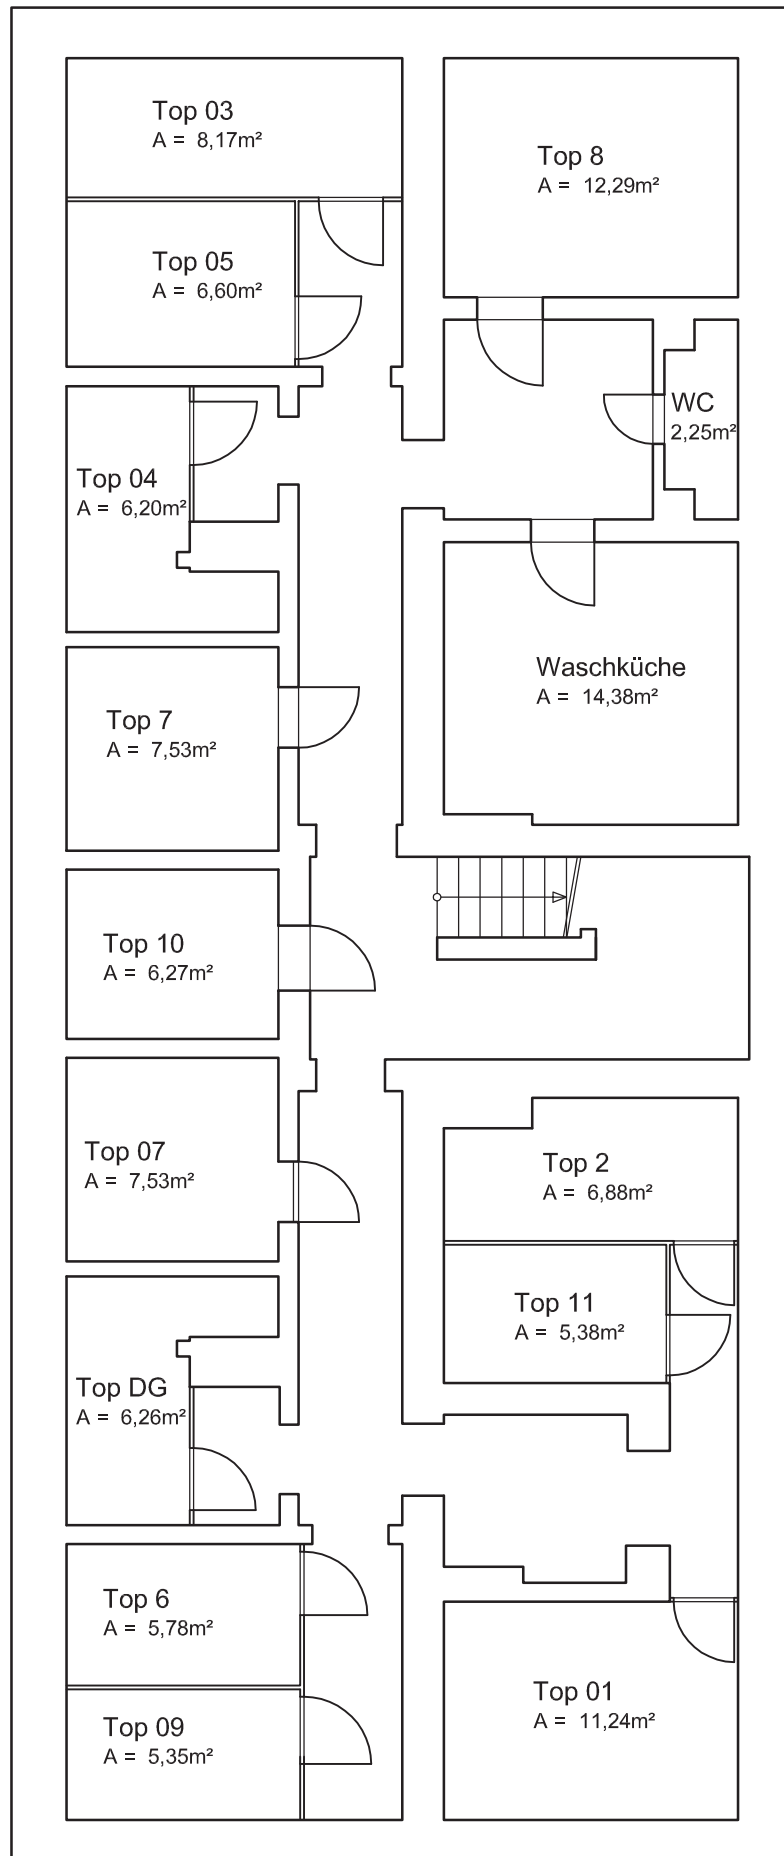 Top 03
A = 8,17m²
Top 8
A = 12,29m²
Top 05
A = 6,60m²
WC
2,25m²
Top 04
A = 6,20m²
Waschküche
A = 14,38m²
Top 7
A = 7,53m²
Top 10
A = 6,27m²
Top 07
A = 7,53m²
Top 2
A = 6,88m²
Top 11
A = 5,38m²
Top DG
A = 6,26m²
Top 6
A = 5,78m²
Top 01
A = 11,24m²
Top 09
A = 5,35m²